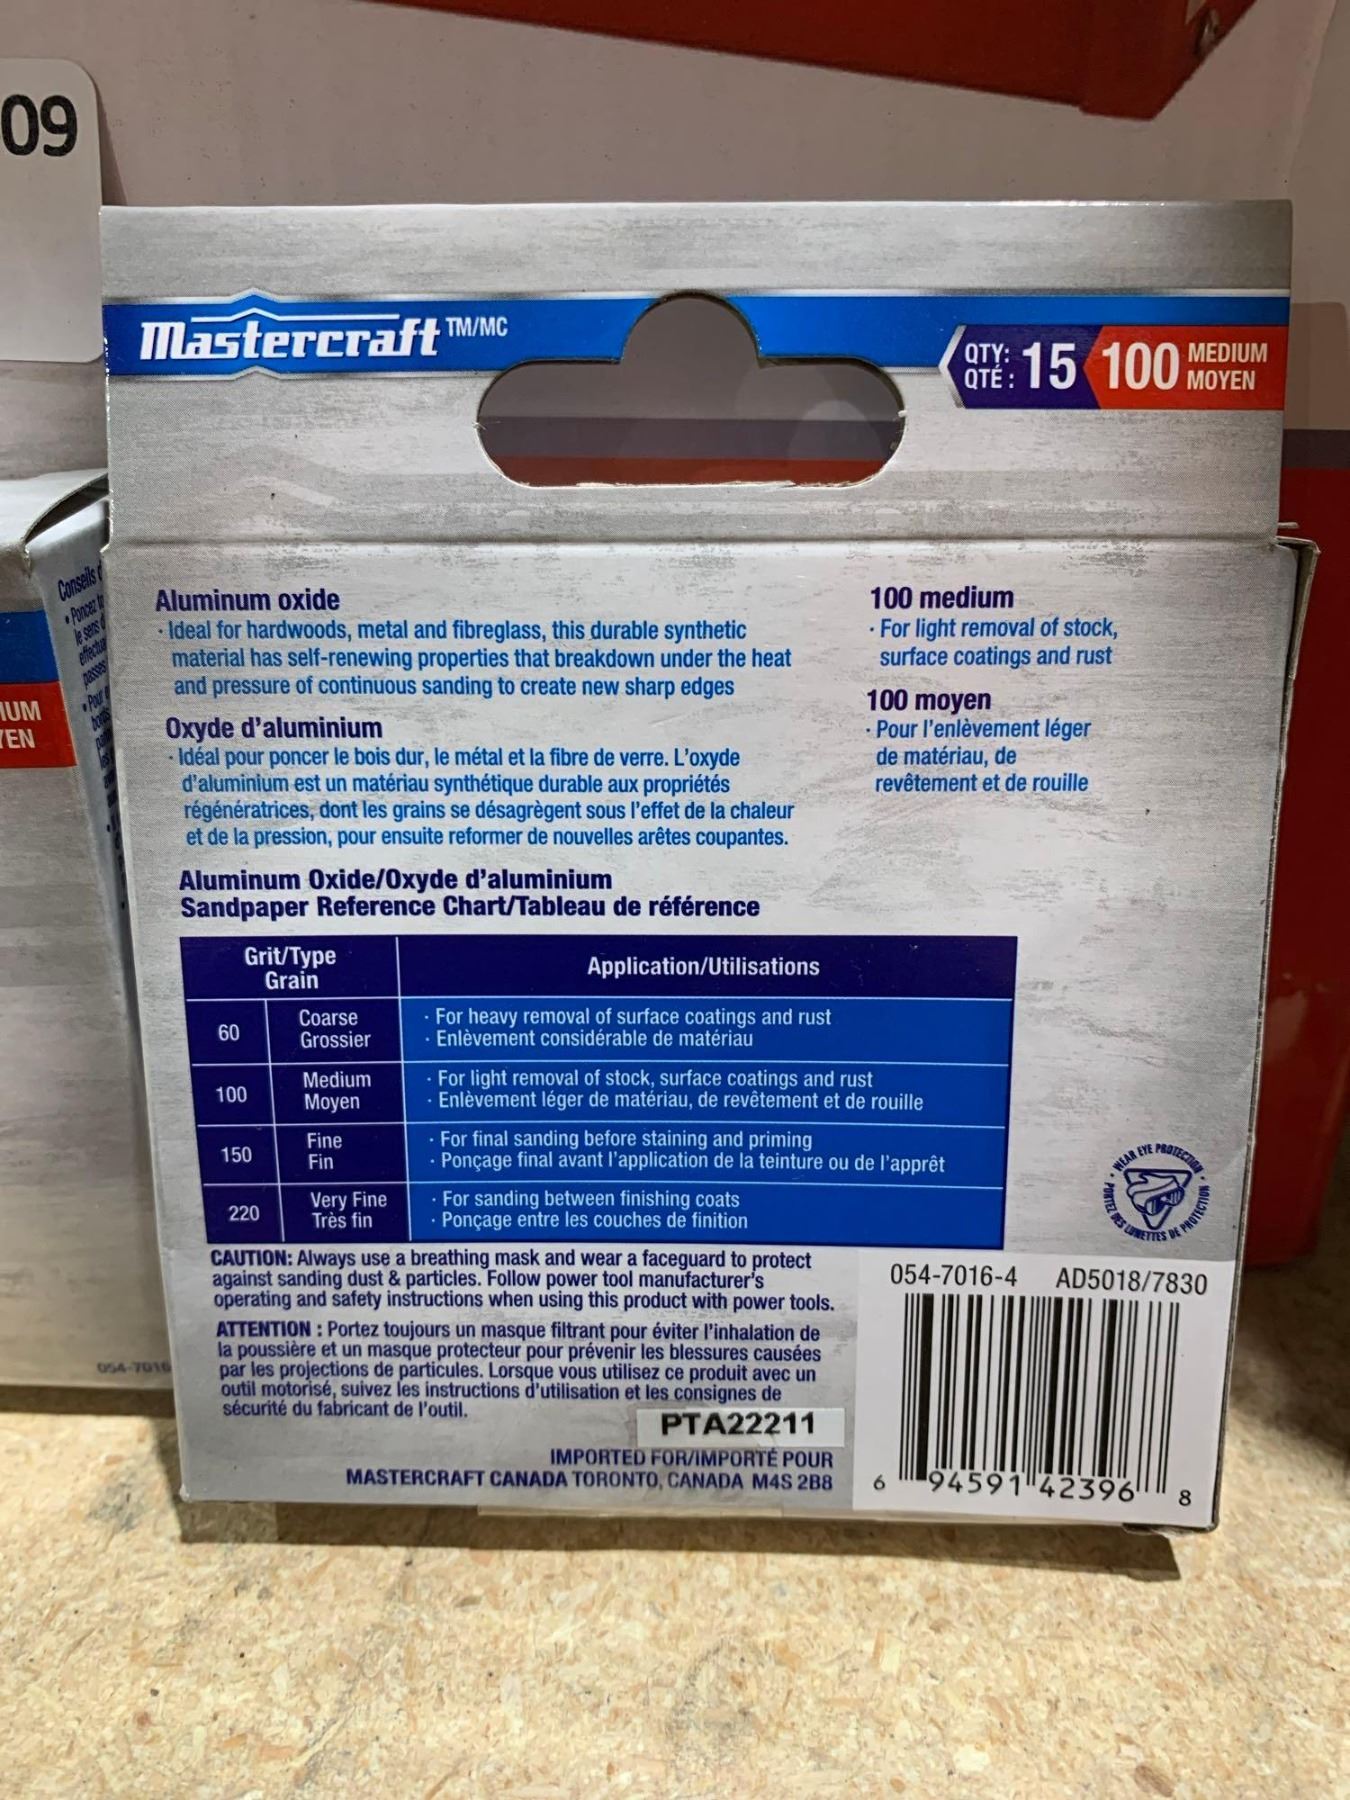 09
Mastercraft TM/MC
QTY: QTÉ : 15 100 MEDIUM MOYEN
Aluminum oxide
· Ideal for hardwoods, metal and fibreglass, this durable synthetic
material has self-renewing properties that breakdown under the heat
and pressure of continuous sanding to create new sharp edges
Oxyde d'aluminium
· Idéal pour poncer le bois dur, le métal et la fibre de verre. L'oxyde
d'aluminium est un matériau synthétique durable aux propriétés
régénératrices, dont les grains se désagrègent sous l'effet de la chaleur
et de la pression, pour ensuite reformer de nouvelles arêtes coupantes.
100 medium
· For light removal of stock,
surface coatings and rust
100 moyen
· Pour l'enlèvement léger
de matériau, de
revêtement et de rouille
Aluminum Oxide/Oxyde d'aluminium
Sandpaper Reference Chart/Tableau de référence
Grit/Type
Grain
Application/Utilisations
60
Coarse
Grossier
· For heavy removal of surface coatings and rust
· Enlèvement considérable de matériau
100
Medium
Moyen
· For light removal of stock, surface coatings and rust
· Enlèvement léger de matériau, de revêtement et de rouille
150
Fine
Fin
· For final sanding before staining and priming
· Ponçage final avant l'application de la teinture ou de l'apprêt
220
Very Fine
Très fin
· For sanding between finishing coats
· Ponçage entre les couches de finition
CAUTION: Always use a breathing mask and wear a faceguard to protect
against sanding dust & particles. Follow power tool manufacturer's
operating and safety instructions when using this product with power tools.
ATTENTION : Portez toujours un masque filtrant pour éviter l'inhalation de
la poussière et un masque protecteur pour prévenir les blessures causées
par les projections de particules. Lorsque vous utilisez ce produit avec un
outil motorisé, suivez les instructions d'utilisation et les consignes de
sécurité du fabricant de l'outil.
PTA22211
IMPORTED FOR/IMPORTÉ POUR
MASTERCRAFT CANADA TORONTO, CANADA M4S 2B8
WEAR EYE PROTECTION · PORTEZ DES LUNETTES DE PROTECTION ·
054-7016-4 AD5018/7830
6 94591 42396 8
Conseils
• Poncez
le sens
IUM
YEN
054-7016